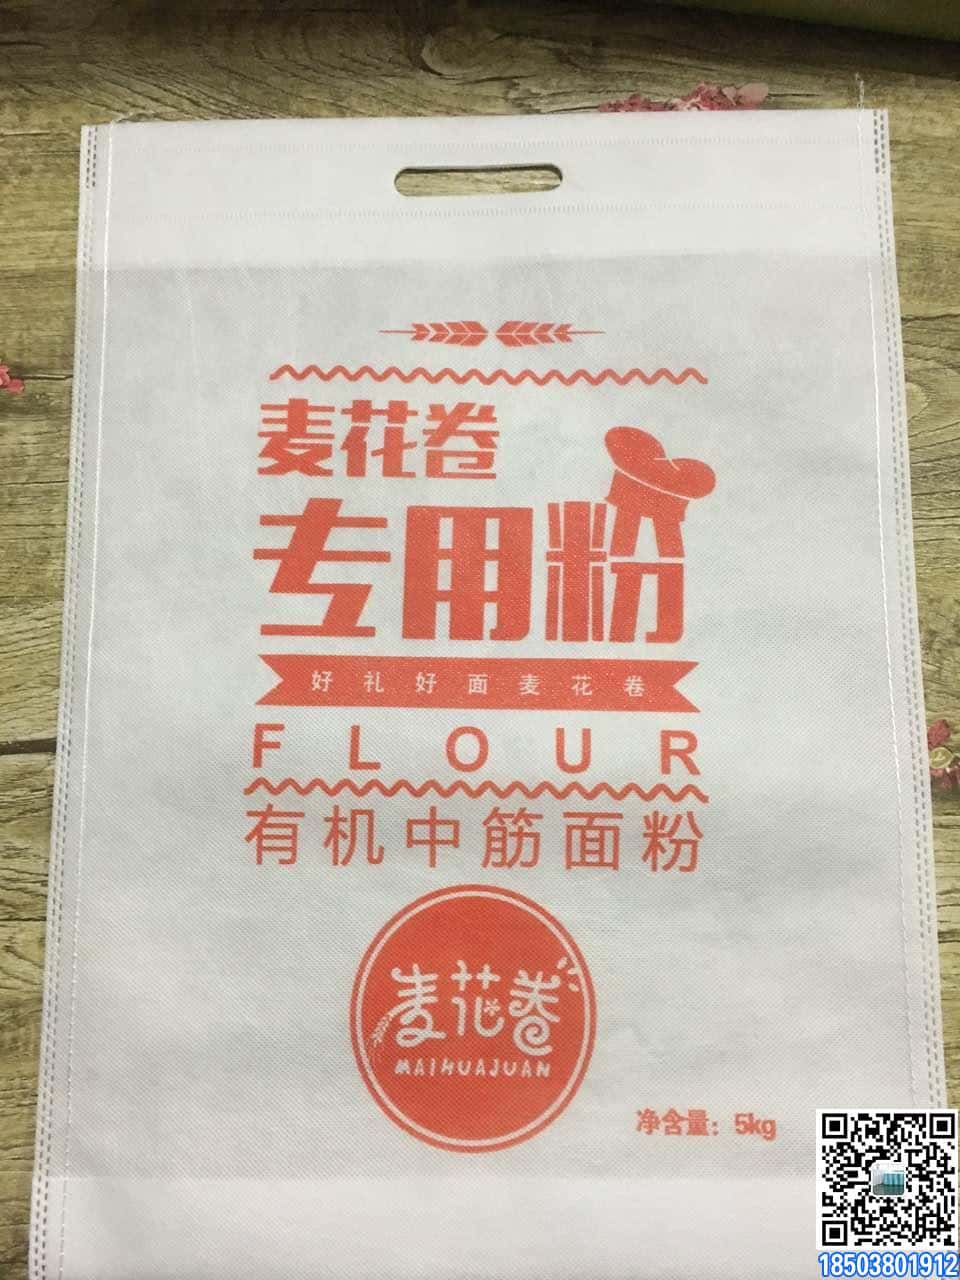 麦花卷
专用粉
好礼好面麦花卷
FLOUR
有机中筋面粉
麦花卷
MAIHUAJUAN
净含量：5kg
18503801912